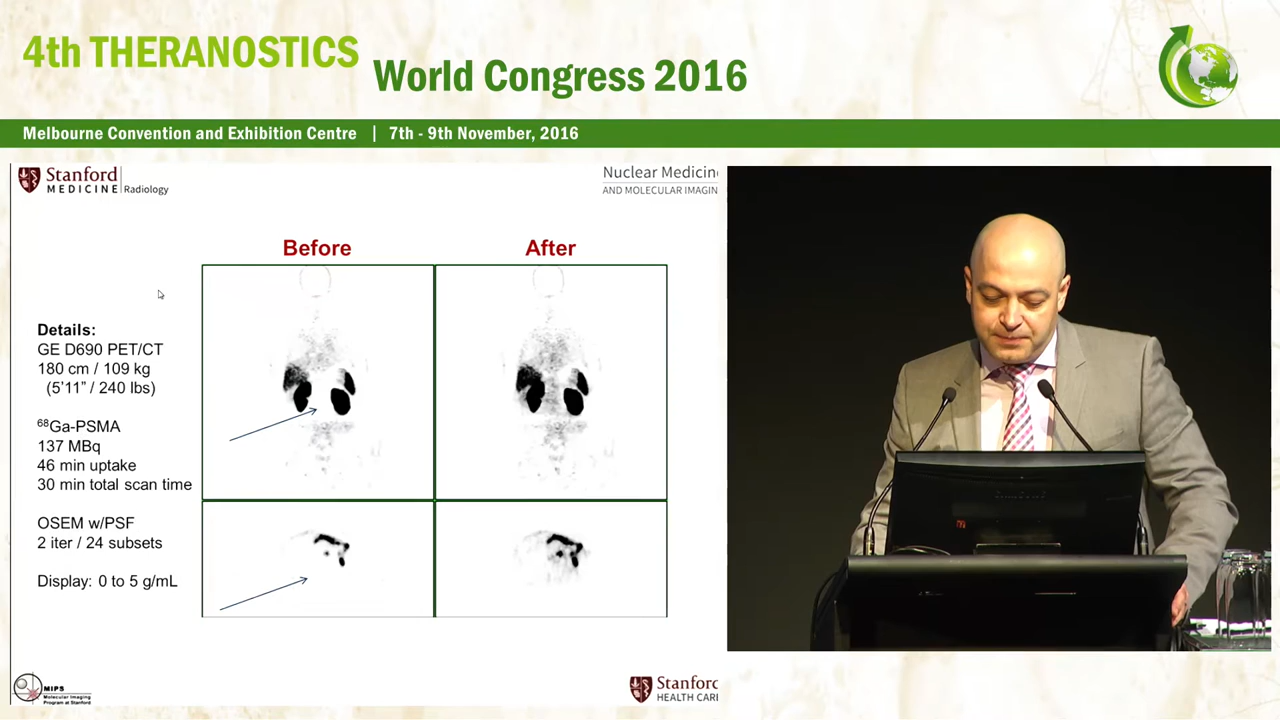 4th THERANOSTICS
World Congress 2016
Melbourne Convention and Exhibition Centre | 7th - 9th November, 2016
Stanford
MEDICINE | Radiology
Nuclear Medicin
AND MOLECULAR IMAGIN
Before
After
Details:
GE D690 PET/CT
180 cm / 109 kg
(5'11" / 240 lbs)
⁶⁸Ga-PSMA
137 MBq
46 min uptake
30 min total scan time
OSEM w/PSF
2 iter / 24 subsets
Display: 0 to 5 g/mL
MIPS
Molecular Imaging
Program at Stanford
Stanford
HEALTH CAR